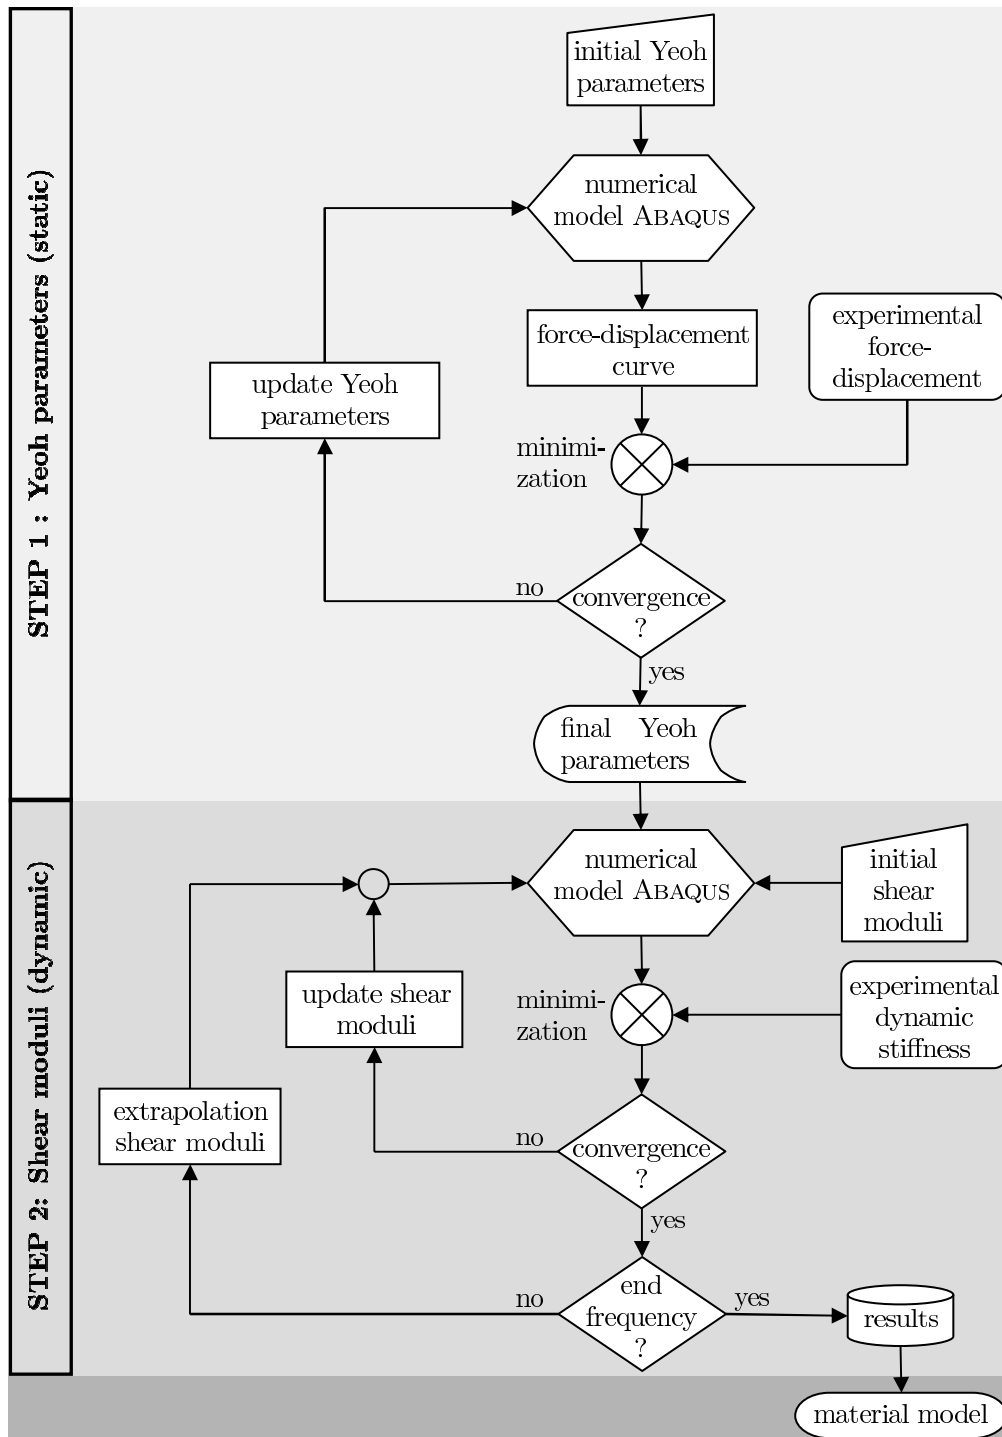 STEP 1 : Yeoh parameters (static)
initial Yeoh
parameters
numerical
model ABAQUS
force-displacement
curve
experimental
force-
displacement
update Yeoh
parameters
minimi-
zation
no
convergence
?
yes
final Yeoh
parameters
STEP 2: Shear moduli (dynamic)
numerical
model ABAQUS
initial
shear
moduli
update shear
moduli
minimi-
zation
experimental
dynamic
stiffness
extrapolation
shear moduli
no
convergence
?
yes
no
end
frequency
?
yes
results
material model